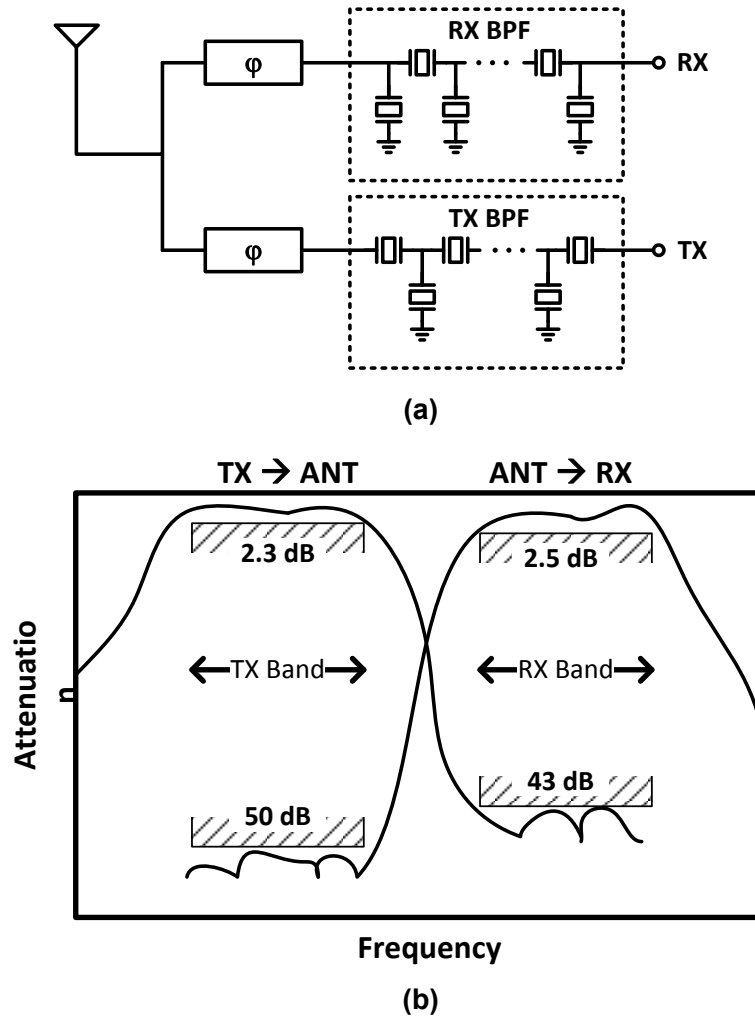 RX BPF
φ
RX
TX BPF
φ
TX
(a)
TX → ANT ANT → RX
2.3 dB 2.5 dB
TX Band RX Band
43 dB
50 dB
Attenuatio
n
Frequency
(b)